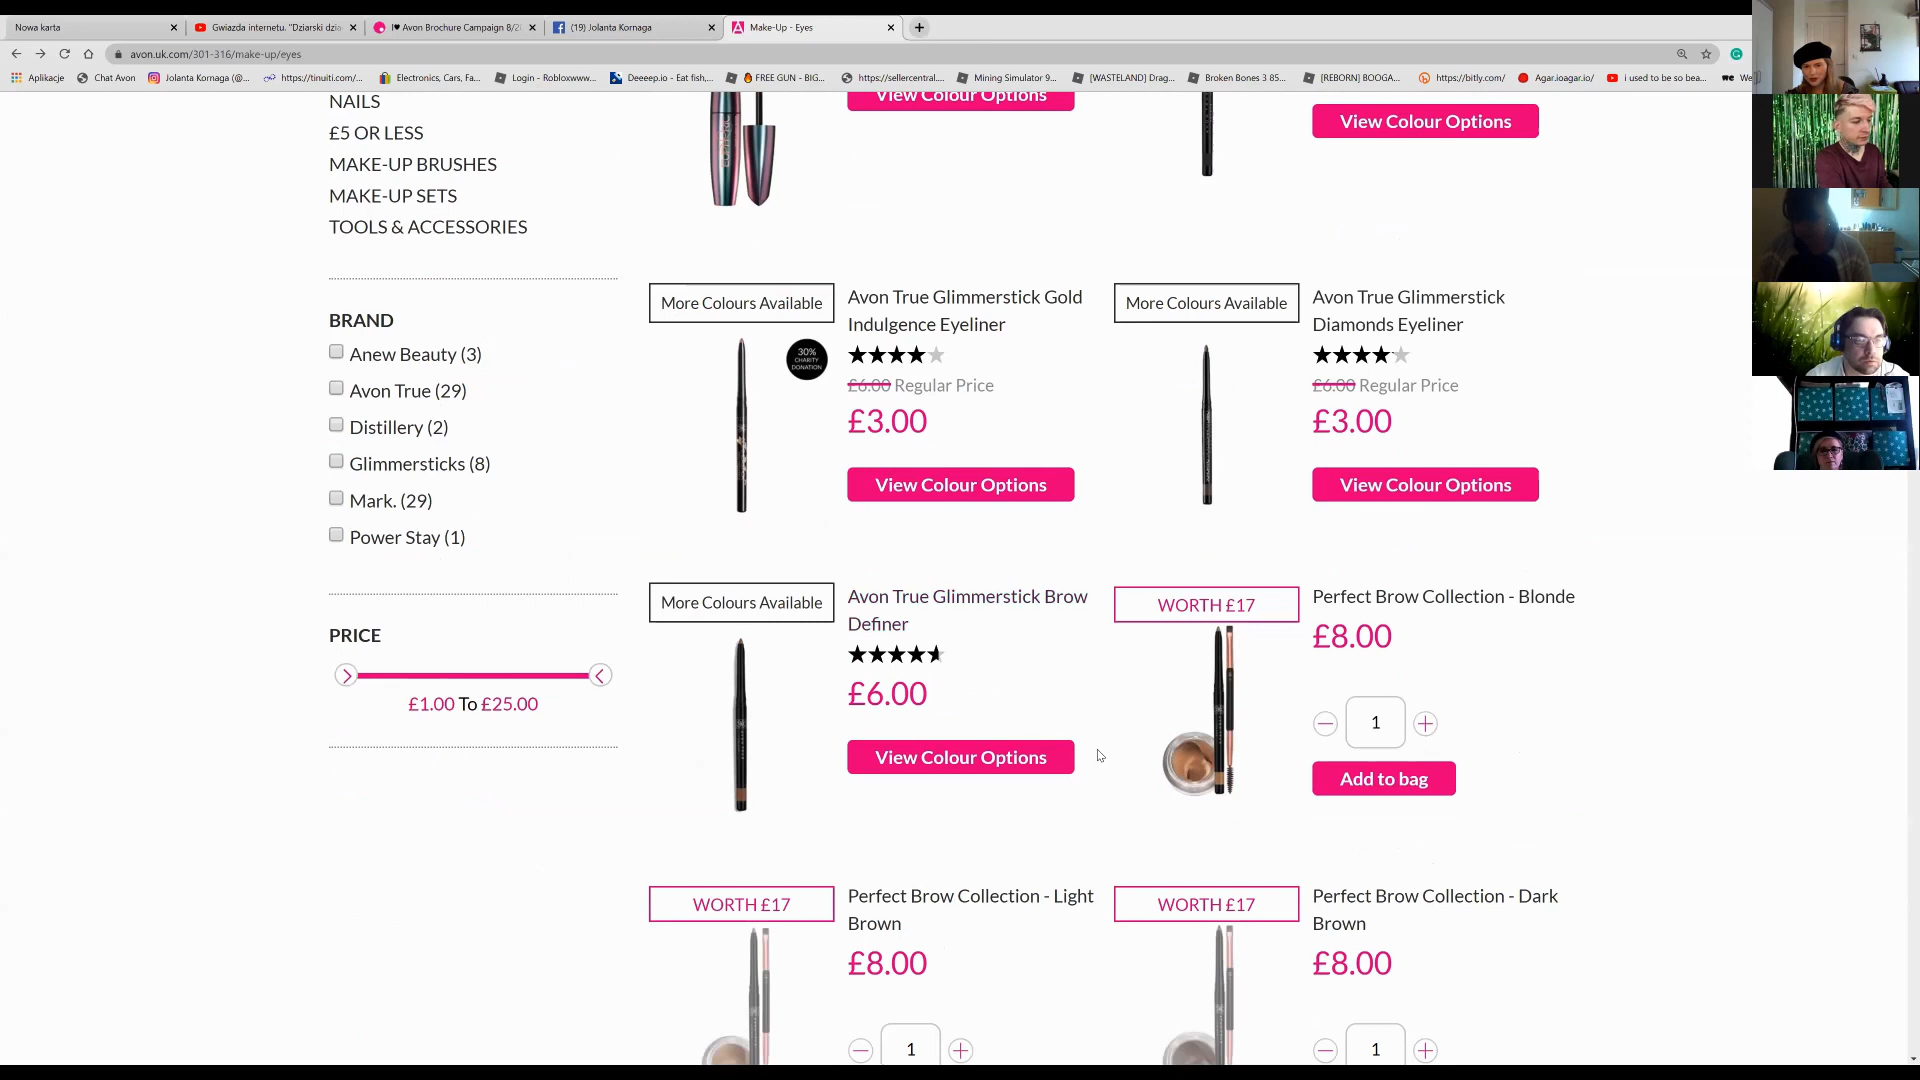 Nowa karta
Gwiazda internetu. "Dziarski dzia
I♥ Avon Brochure Campaign 8/2
(19) Jolanta Kornaga
Make-Up - Eyes
avon.uk.com/301-316/make-up/eyes
Aplikacje
Chat Avon
Jolanta Kornaga (@...
https://tinuiti.com/...
Electronics, Cars, Fa...
Login - Robloxwww...
Deeeep.io - Eat fish,...
🔥 FREE GUN - BIG...
https://sellercentral....
Mining Simulator 9...
[WASTELAND] Drag...
Broken Bones 3 85...
[REBORN] BOOGA...
https://bitly.com/
Agar.ioagar.io/
i used to be so bea...
We
NAILS
£5 OR LESS
MAKE-UP BRUSHES
MAKE-UP SETS
TOOLS & ACCESSORIES
BRAND
Anew Beauty (3)
Avon True (29)
Distillery (2)
Glimmersticks (8)
Mark. (29)
Power Stay (1)
PRICE
£1.00 To £25.00
View Colour Options
View Colour Options
More Colours Available
30%
CHARITY
DONATION
Avon True Glimmerstick Gold
Indulgence Eyeliner
£6.00 Regular Price
£3.00
View Colour Options
More Colours Available
Avon True Glimmerstick
Diamonds Eyeliner
£6.00 Regular Price
£3.00
View Colour Options
More Colours Available
Avon True Glimmerstick Brow
Definer
£6.00
View Colour Options
WORTH £17
Perfect Brow Collection - Blonde
£8.00
1
Add to bag
WORTH £17
Perfect Brow Collection - Light
Brown
£8.00
1
WORTH £17
Perfect Brow Collection - Dark
Brown
£8.00
1